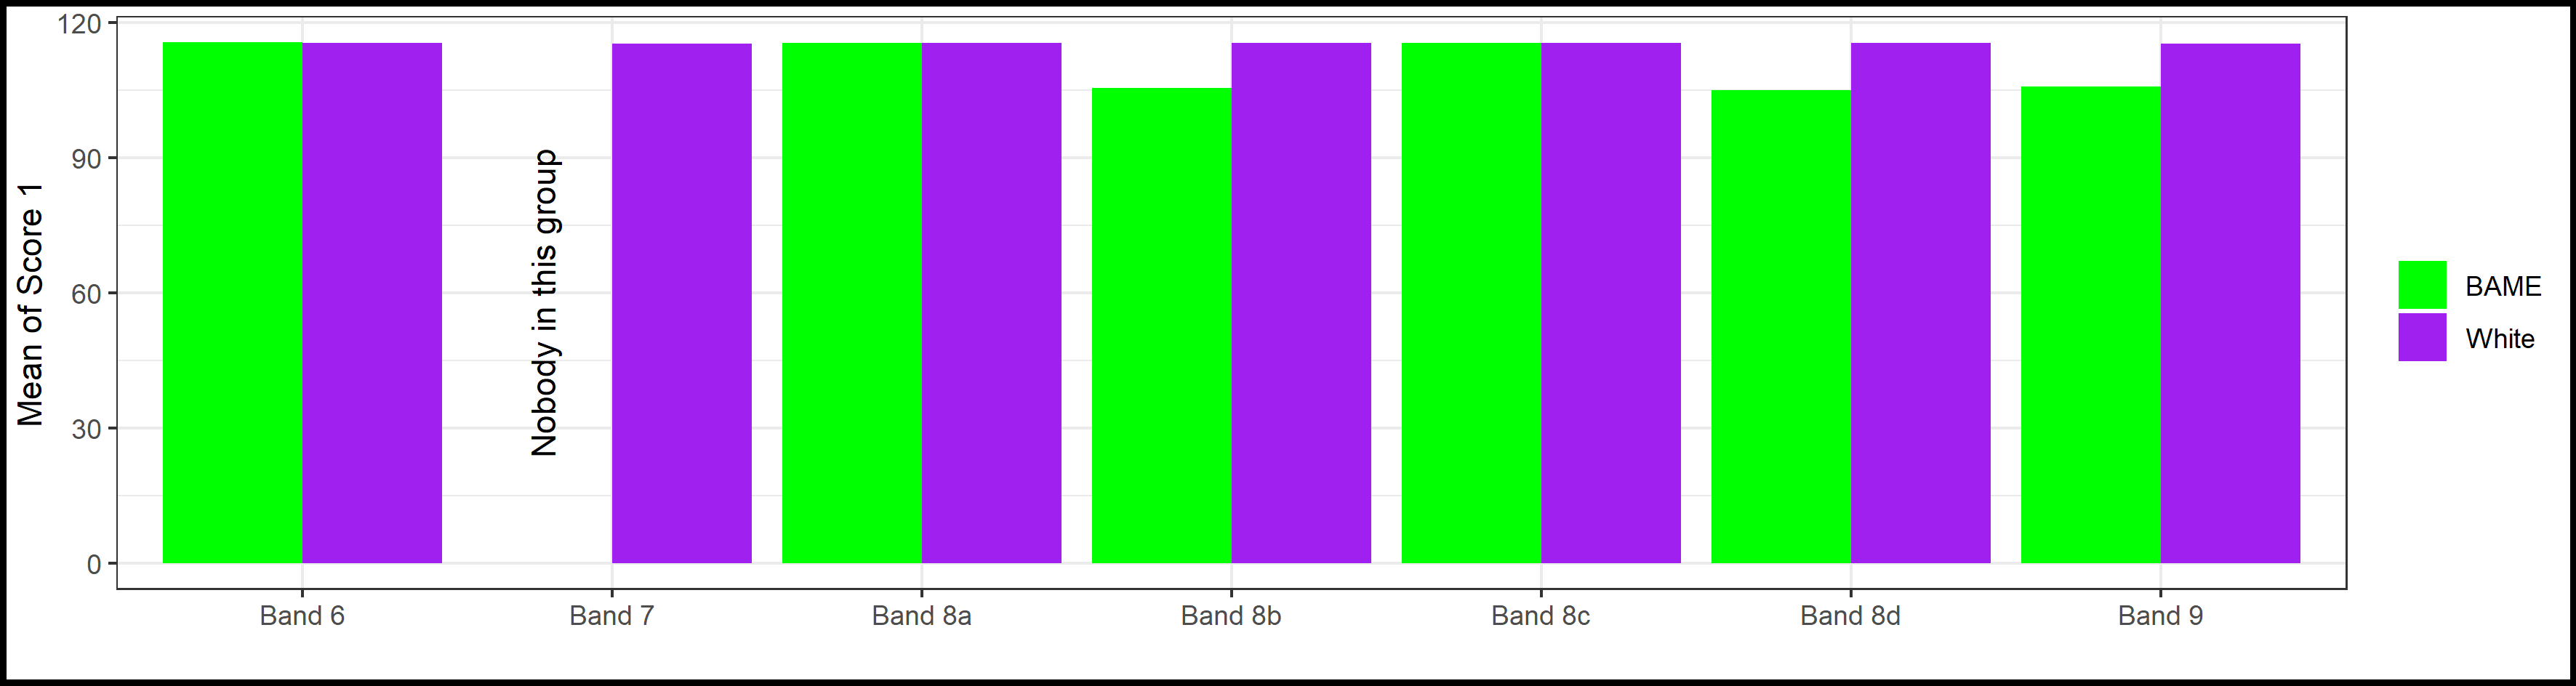 Mean of Score 1
120
90
60
30
0
Nobody in this group
Band 6
Band 7
Band 8a
Band 8b
Band 8c
Band 8d
Band 9
BAME
White